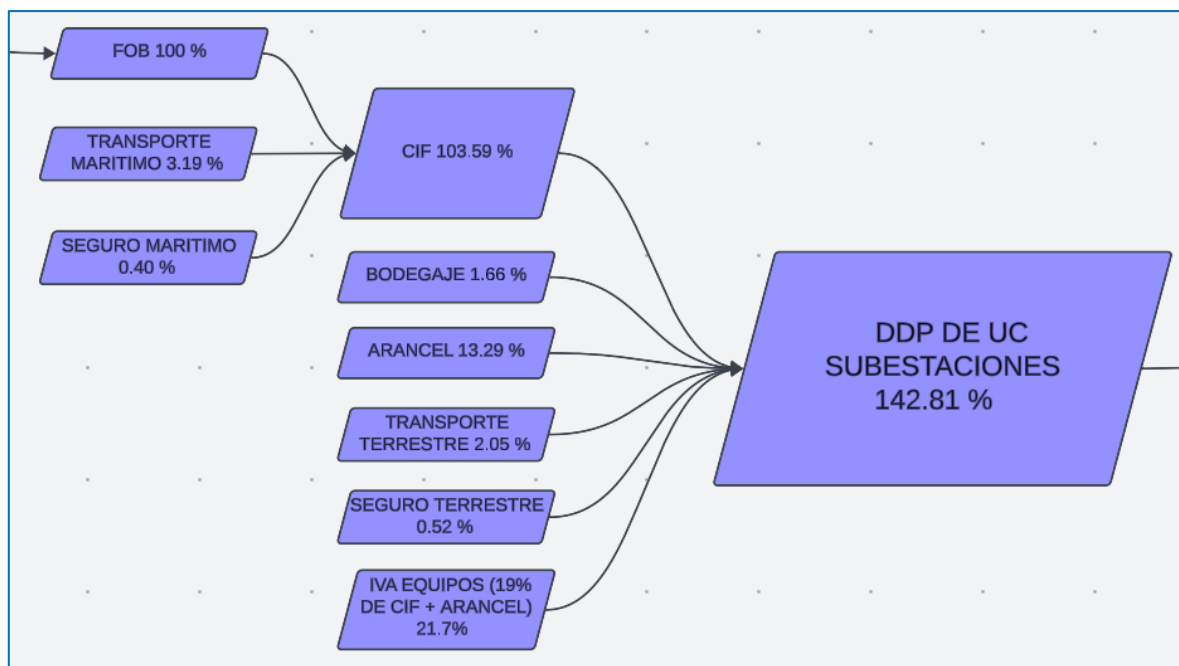 FOB 100 %
TRANSPORTE
MARITIMO 3.19 %
SEGURO MARITIMO
0.40 %
CIF 103.59 %
BODEGAJE 1.66 %
ARANCEL 13.29 %
TRANSPORTE
TERRESTRE 2.05 %
SEGURO TERRESTRE
0.52 %
IVA EQUIPOS (19%
DE CIF + ARANCEL)
21.7%
DDP DE UC
SUBESTACIONES
142.81 %